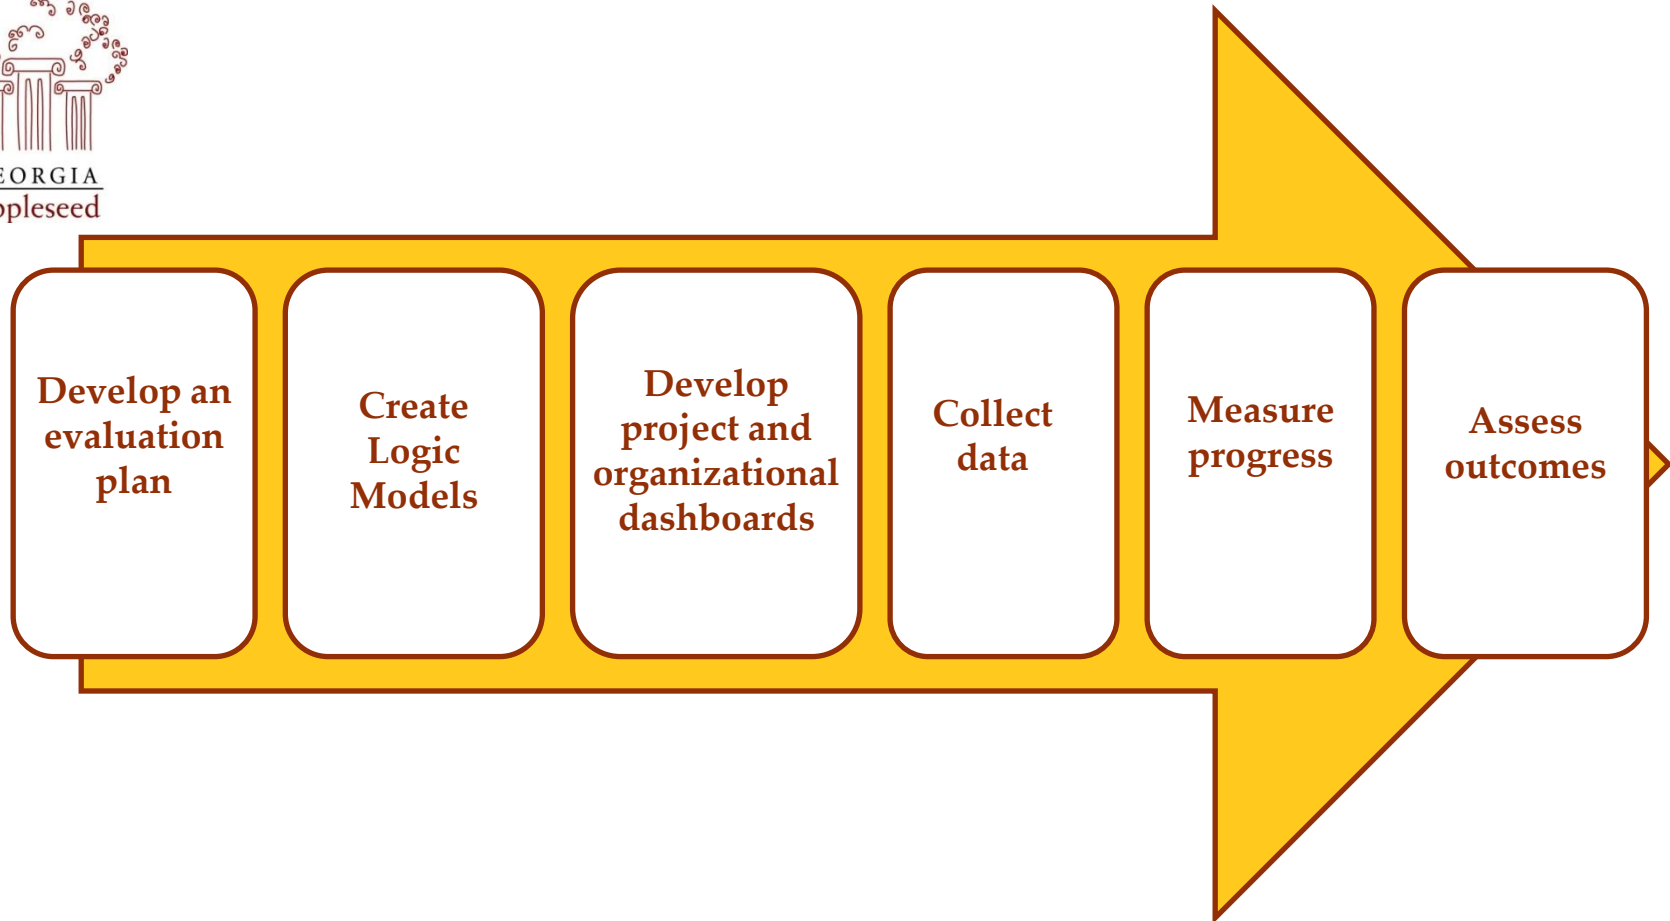 EORGIA
ppleseed
Develop an
evaluation
plan
Create
Logic
Models
Develop
project and
organizational
dashboards
Collect
data
Measure
progress
Assess
outcomes